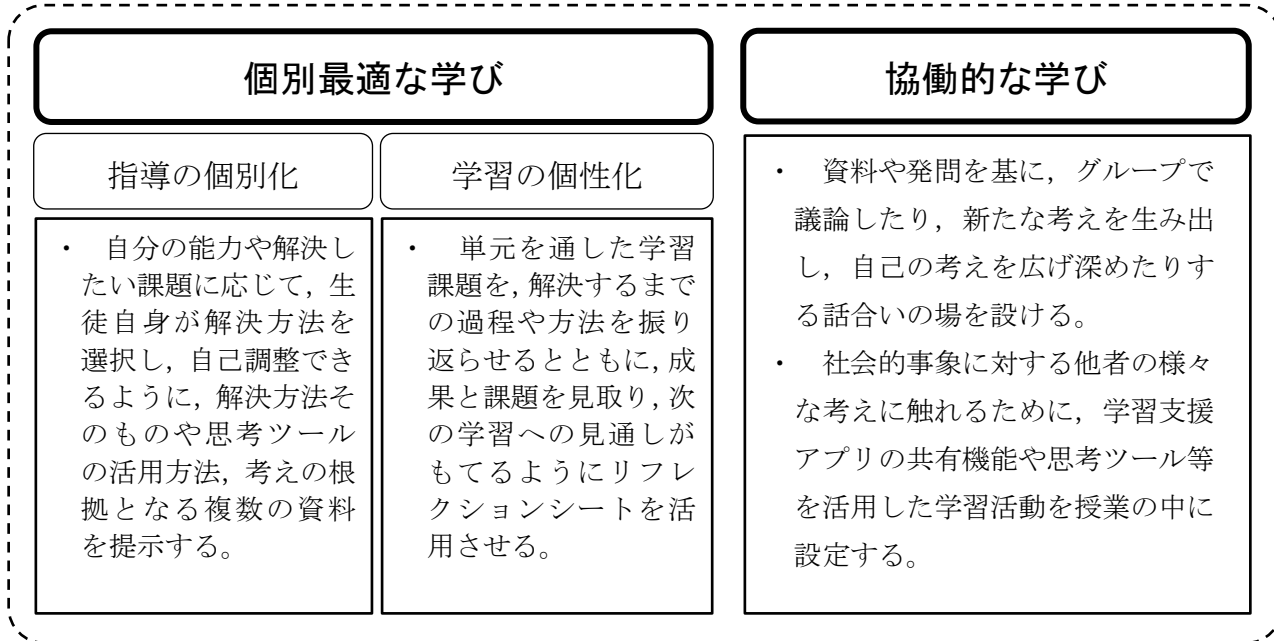 個別最適な学び
指導の個別化
・　自分の能力や解決し
たい課題に応じて，生
徒自身が解決方法を
選択し，自己調整でき
るように，解決方法そ
のものや思考ツール
の活用方法，考えの根
拠となる複数の資料
を提示する。
学習の個性化
・　単元を通した学習
課題を，解決するまで
の過程や方法を振り
返らせるとともに，成
果と課題を見取り，次
の学習への見通しが
もてるようにリフレ
クションシートを活
用させる。
協働的な学び
・　資料や発問を基に，グループで
議論したり，新たな考えを生み出
し，自己の考えを広げ深めたりす
る話合いの場を設ける。
・　社会的事象に対する他者の様々
な考えに触れるために，学習支援
アプリの共有機能や思考ツール等
を活用した学習活動を授業の中に
設定する。